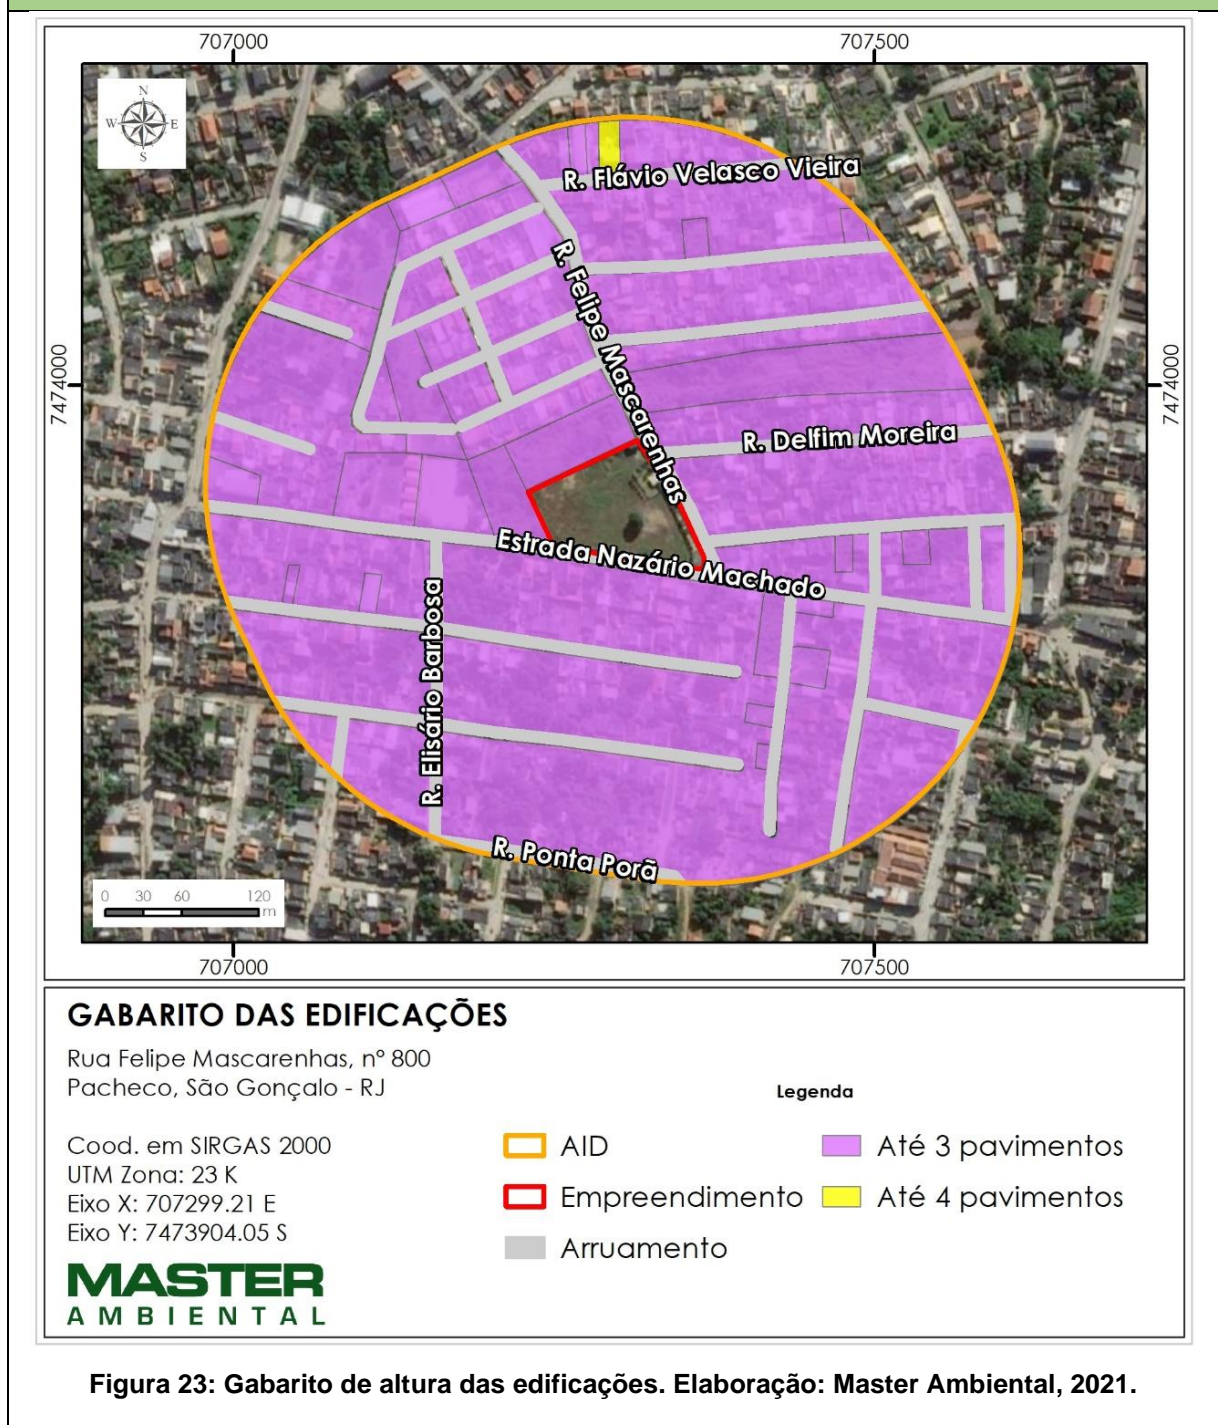 707000
707500
N
W
E
S
R. Flávio Velasco Vieira
R. Felipe Mascarenhas
7474000
7474000
R. Delfim Moreira
Estrada Nazário Machado
R. Elisário Barbosa
R. Ponta Porã
0 30 60 120
m
707000
707500
GABARITO DAS EDIFICAÇÕES
Rua Felipe Mascarenhas, nº 800
Pacheco, São Gonçalo - RJ
Legenda
Cood. em SIRGAS 2000
UTM Zona: 23 K
Eixo X: 707299.21 E
Eixo Y: 7473904.05 S
AID
Até 3 pavimentos
Empreendimento
Até 4 pavimentos
Arruamento
MASTER
AMBIENTAL
Figura 23: Gabarito de altura das edificações. Elaboração: Master Ambiental, 2021.